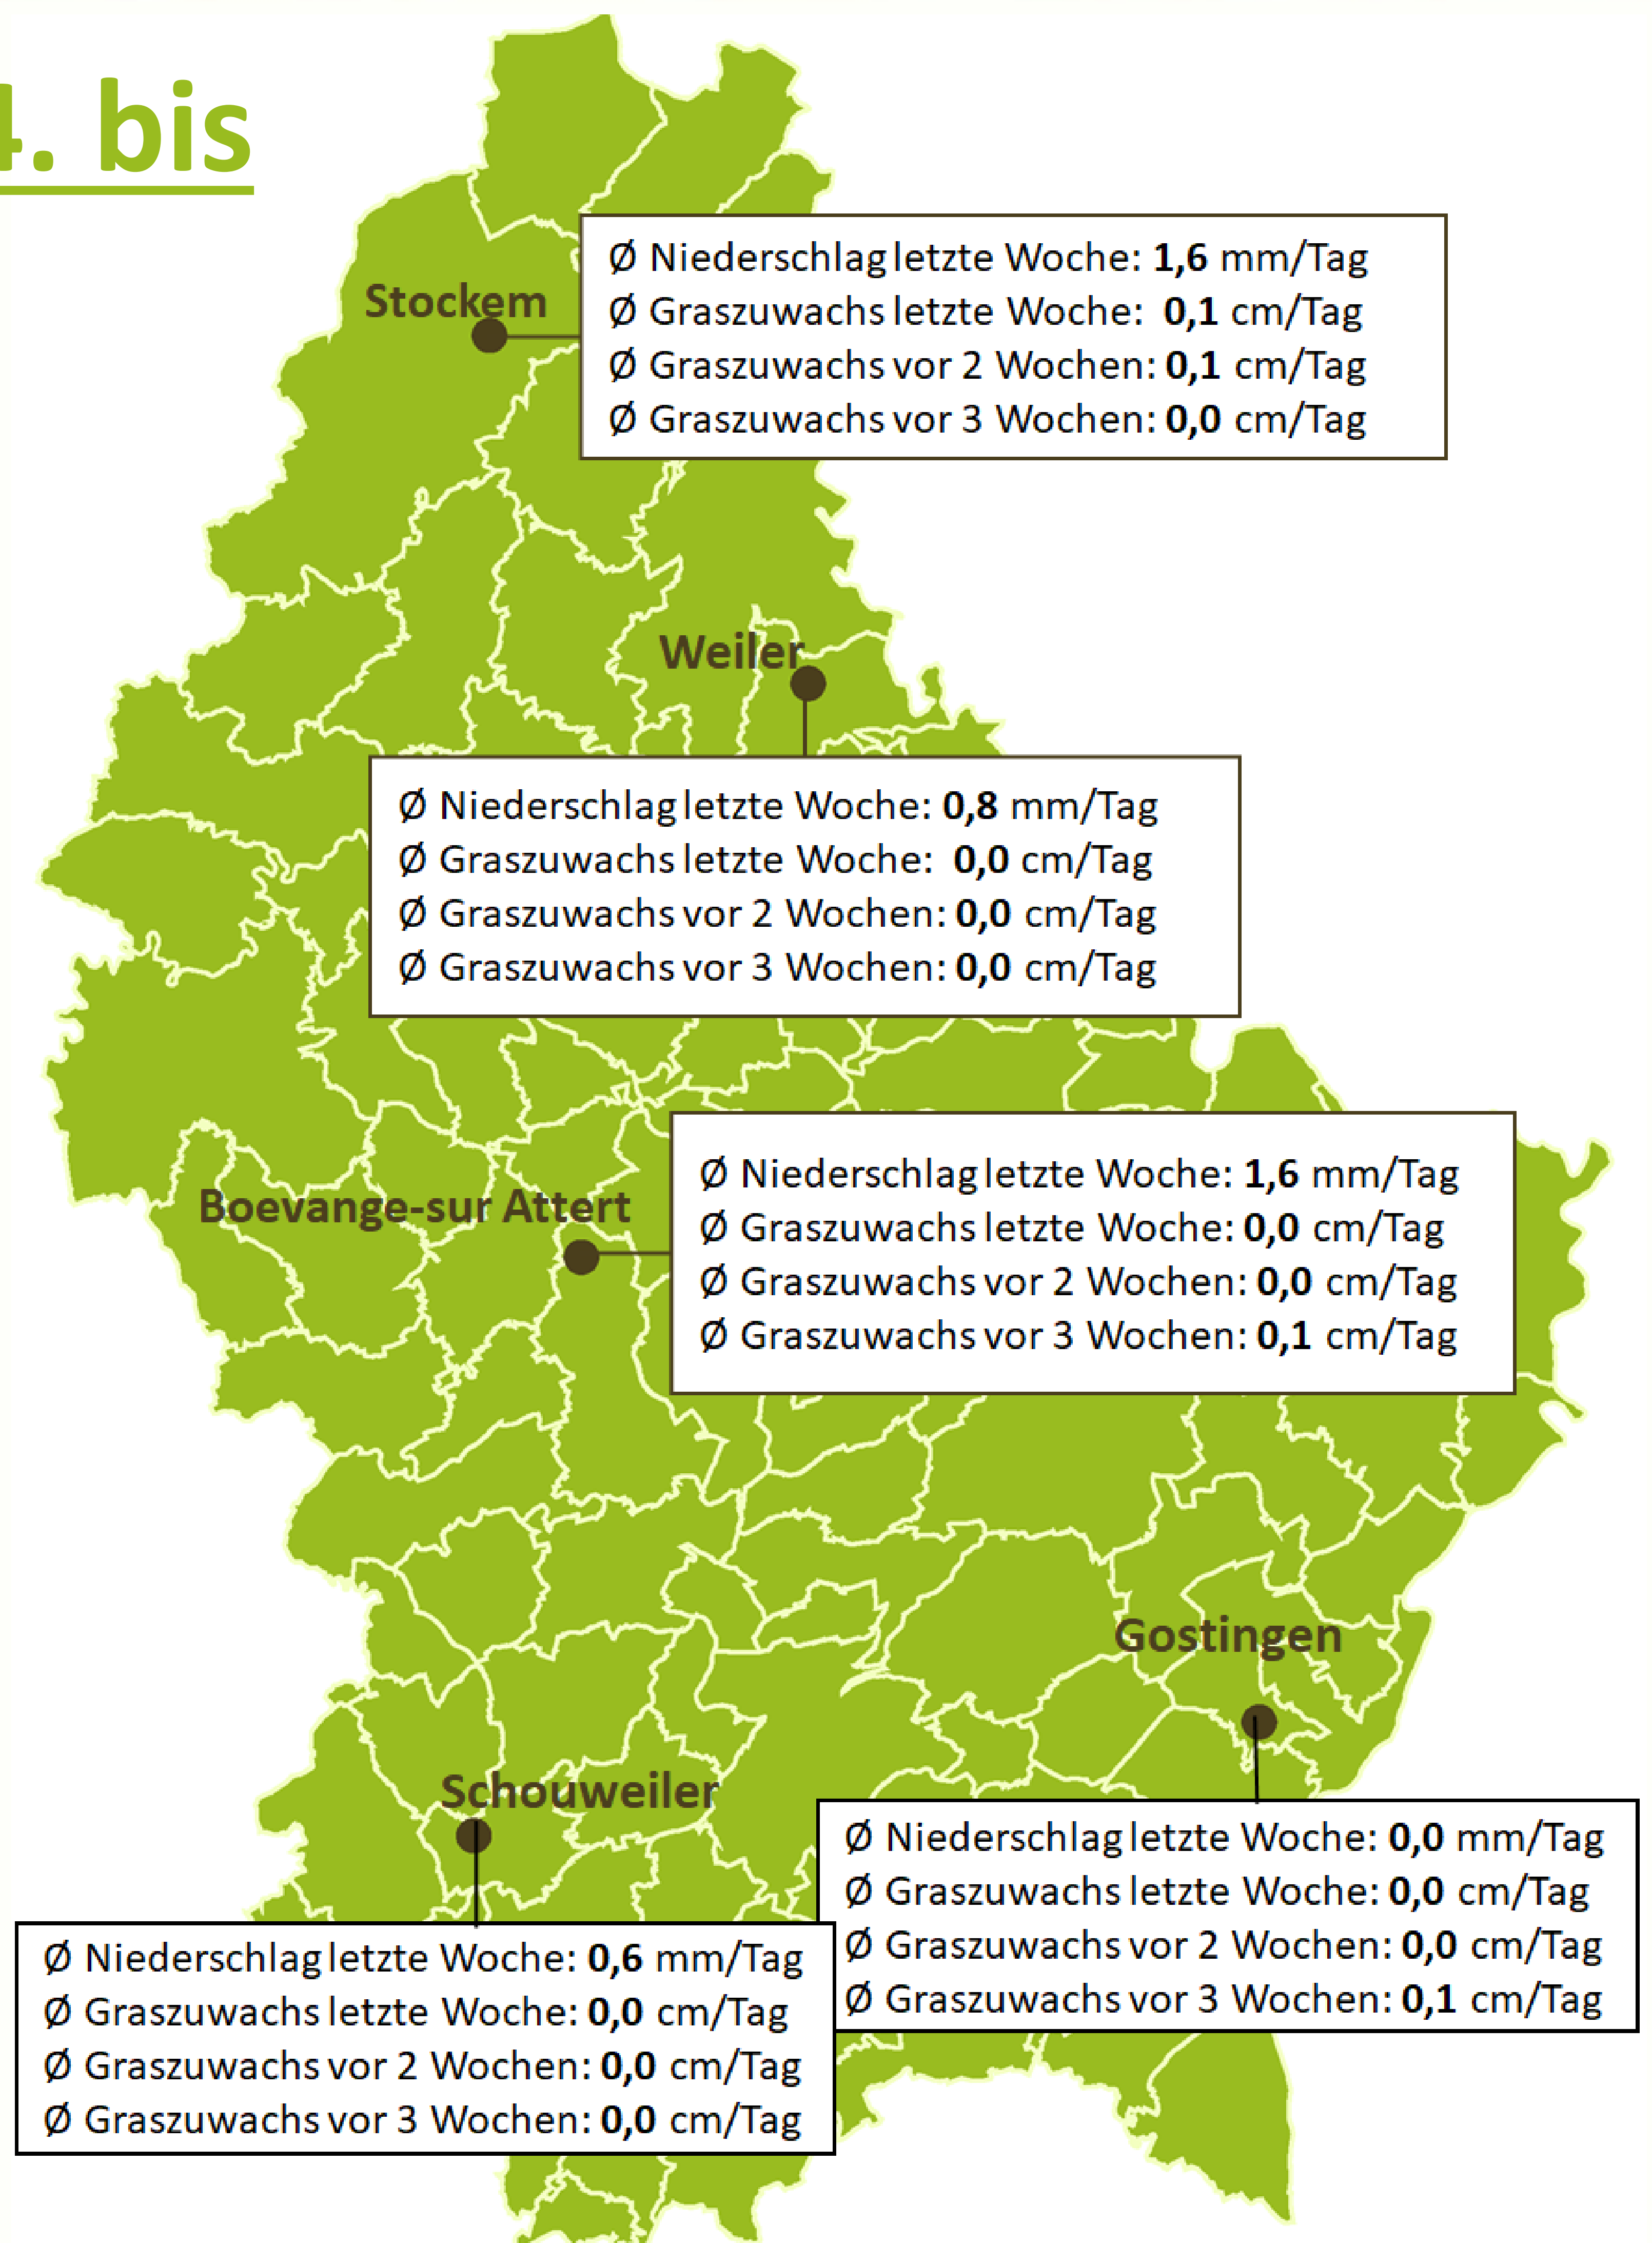 4. bis
Stockem
Ø Niederschlag letzte Woche: 1,6 mm/Tag
Ø Graszuwachs letzte Woche: 0,1 cm/Tag
Ø Graszuwachs vor 2 Wochen: 0,1 cm/Tag
Ø Graszuwachs vor 3 Wochen: 0,0 cm/Tag
Weiler
Ø Niederschlag letzte Woche: 0,8 mm/Tag
Ø Graszuwachs letzte Woche: 0,0 cm/Tag
Ø Graszuwachs vor 2 Wochen: 0,0 cm/Tag
Ø Graszuwachs vor 3 Wochen: 0,0 cm/Tag
Boevange-sur Attert
Ø Niederschlag letzte Woche: 1,6 mm/Tag
Ø Graszuwachs letzte Woche: 0,0 cm/Tag
Ø Graszuwachs vor 2 Wochen: 0,0 cm/Tag
Ø Graszuwachs vor 3 Wochen: 0,1 cm/Tag
Gostingen
Ø Niederschlag letzte Woche: 0,0 mm/Tag
Ø Graszuwachs letzte Woche: 0,0 cm/Tag
Ø Graszuwachs vor 2 Wochen: 0,0 cm/Tag
Ø Graszuwachs vor 3 Wochen: 0,1 cm/Tag
Schouweiler
Ø Niederschlag letzte Woche: 0,6 mm/Tag
Ø Graszuwachs letzte Woche: 0,0 cm/Tag
Ø Graszuwachs vor 2 Wochen: 0,0 cm/Tag
Ø Graszuwachs vor 3 Wochen: 0,0 cm/Tag